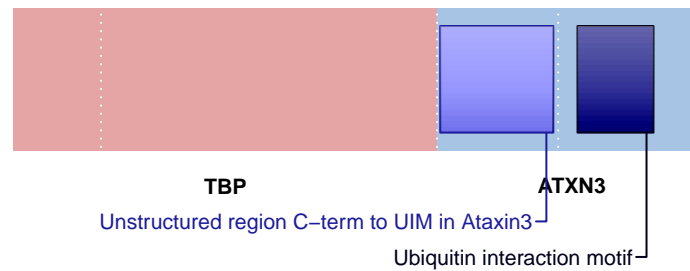 TBP ATXN3
Unstructured region C−term to UIM in Ataxin3
Ubiquitin interaction motif